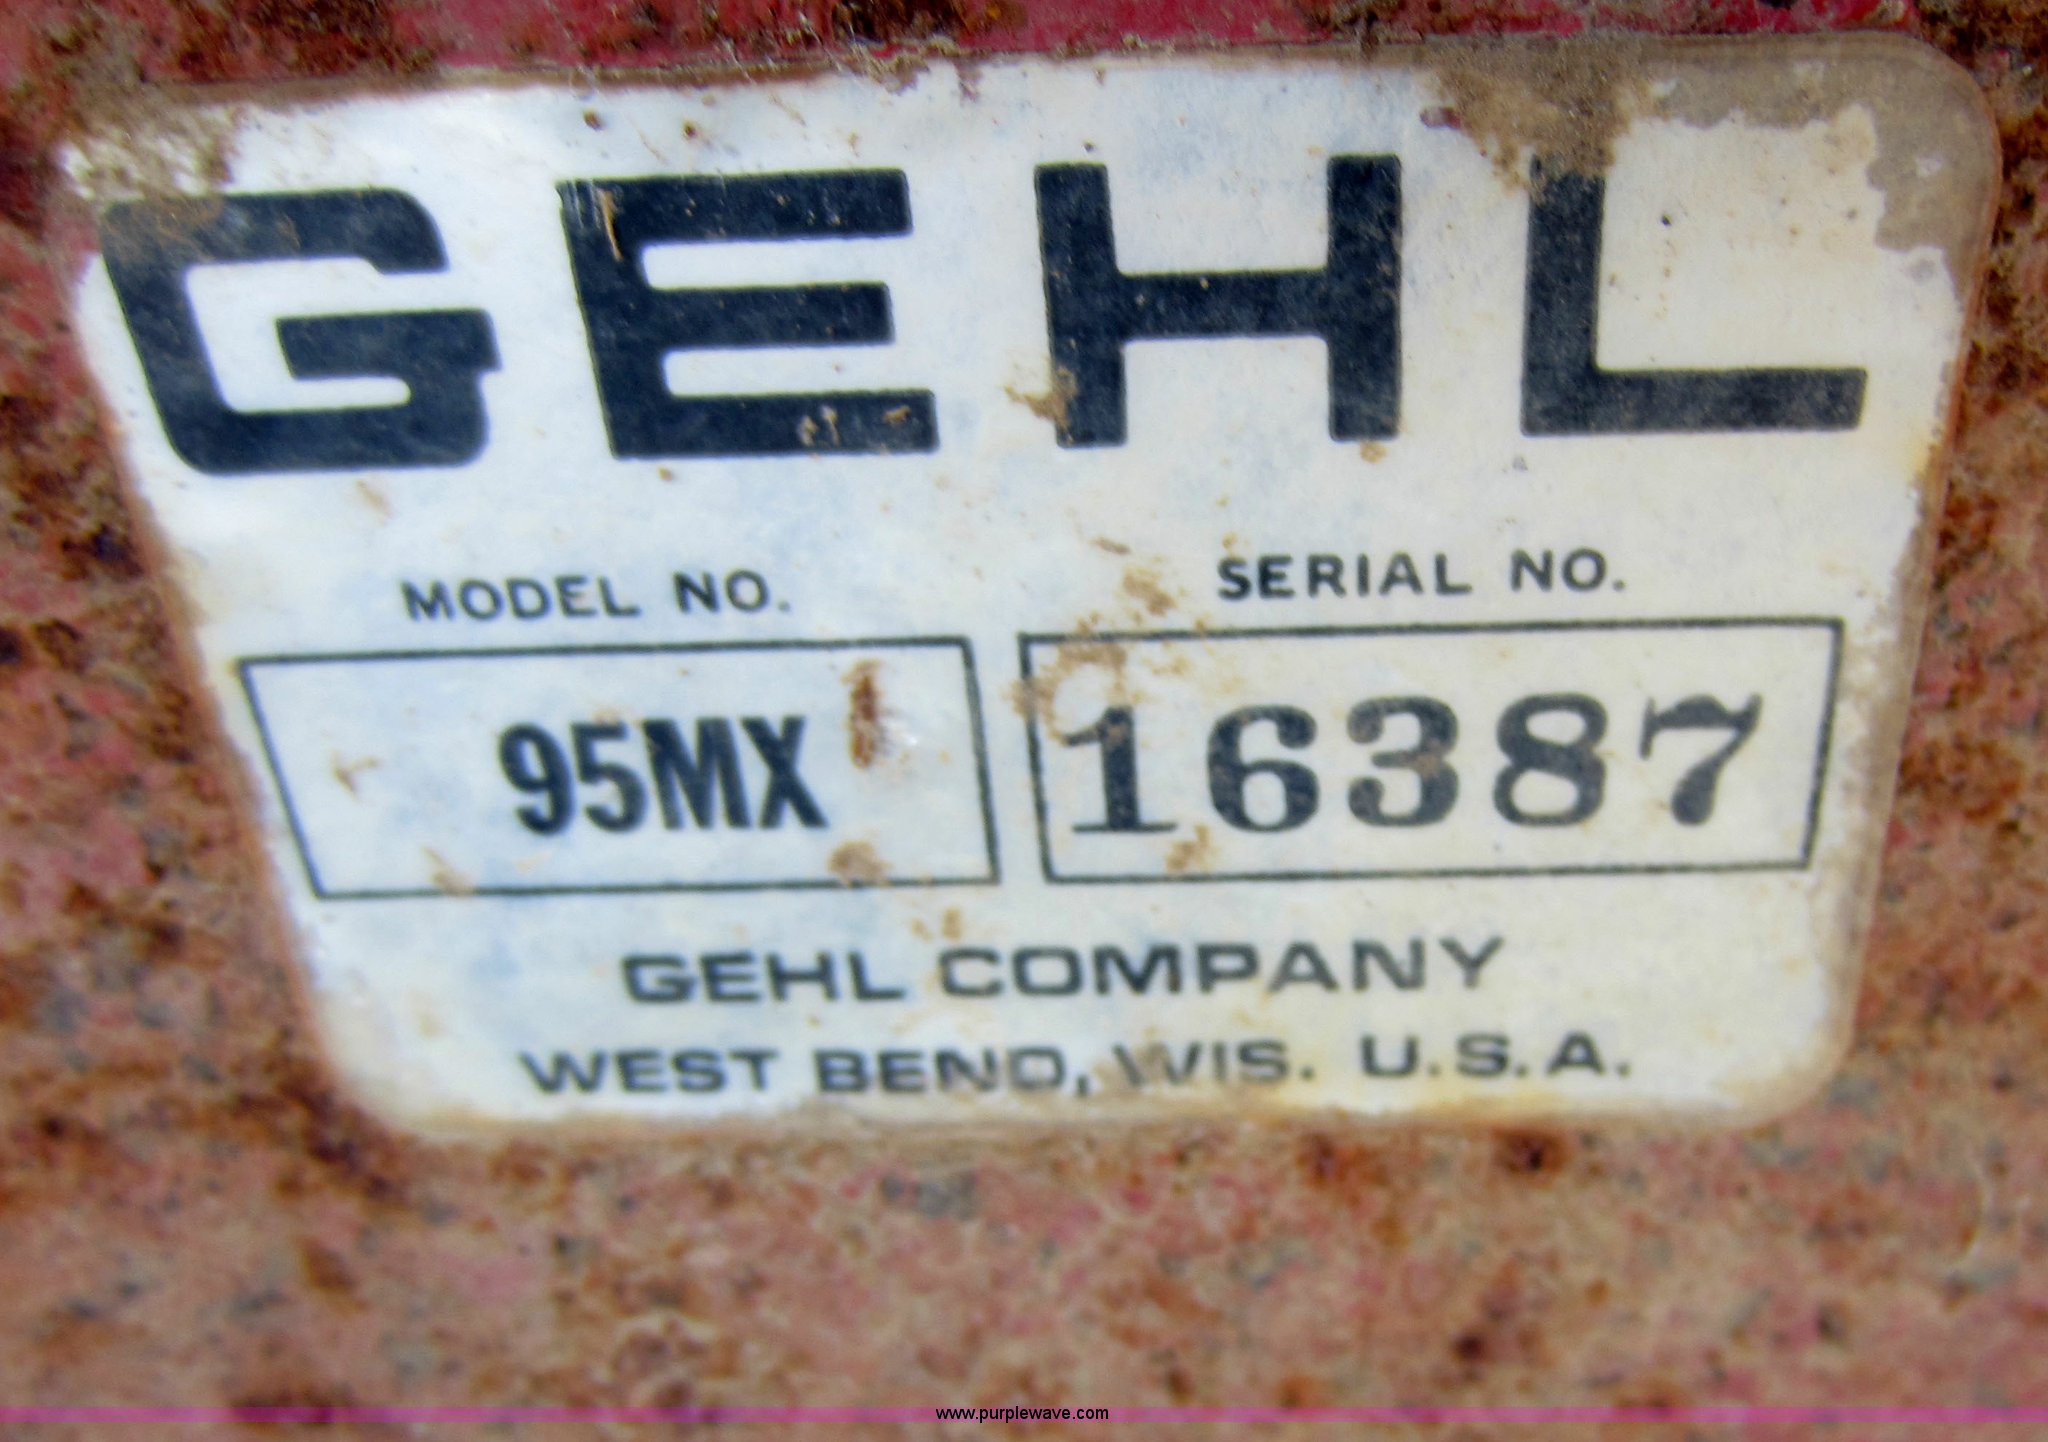 GEHL
MODEL NO. SERIAL NO.
95MX 16387
GEHL COMPANY
WEST BEND, WIS. U.S.A.
www.purplewave.com